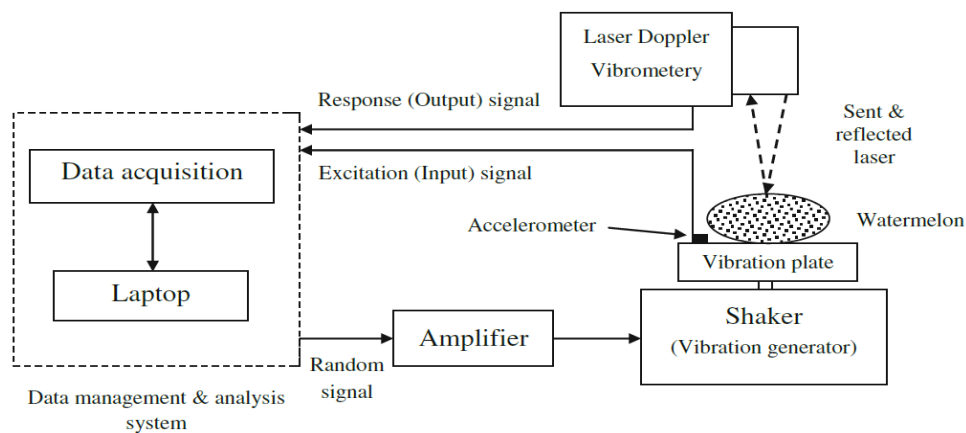 Laser Doppler
Vibrometery
Response (Output) signal
Sent &
reflected
laser
Data acquisition
Excitation (Input) signal
Accelerometer
Watermelon
Vibration plate
Laptop
Shaker
(Vibration generator)
Amplifier
Random
signal
Data management & analysis
system